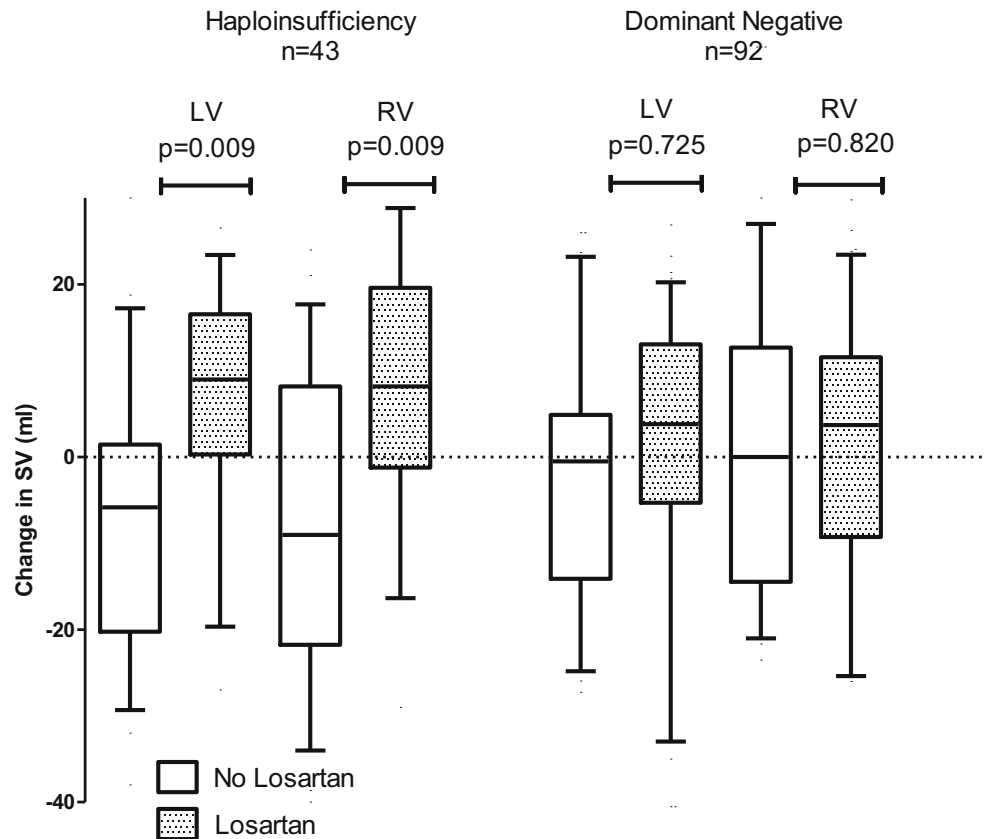 Haploinsufficiency
n=43
Dominant Negative
n=92
LV
p=0.009
RV
p=0.009
LV
p=0.725
RV
p=0.820
20
0
-20
-40
Change in SV (ml)
No Losartan
Losartan